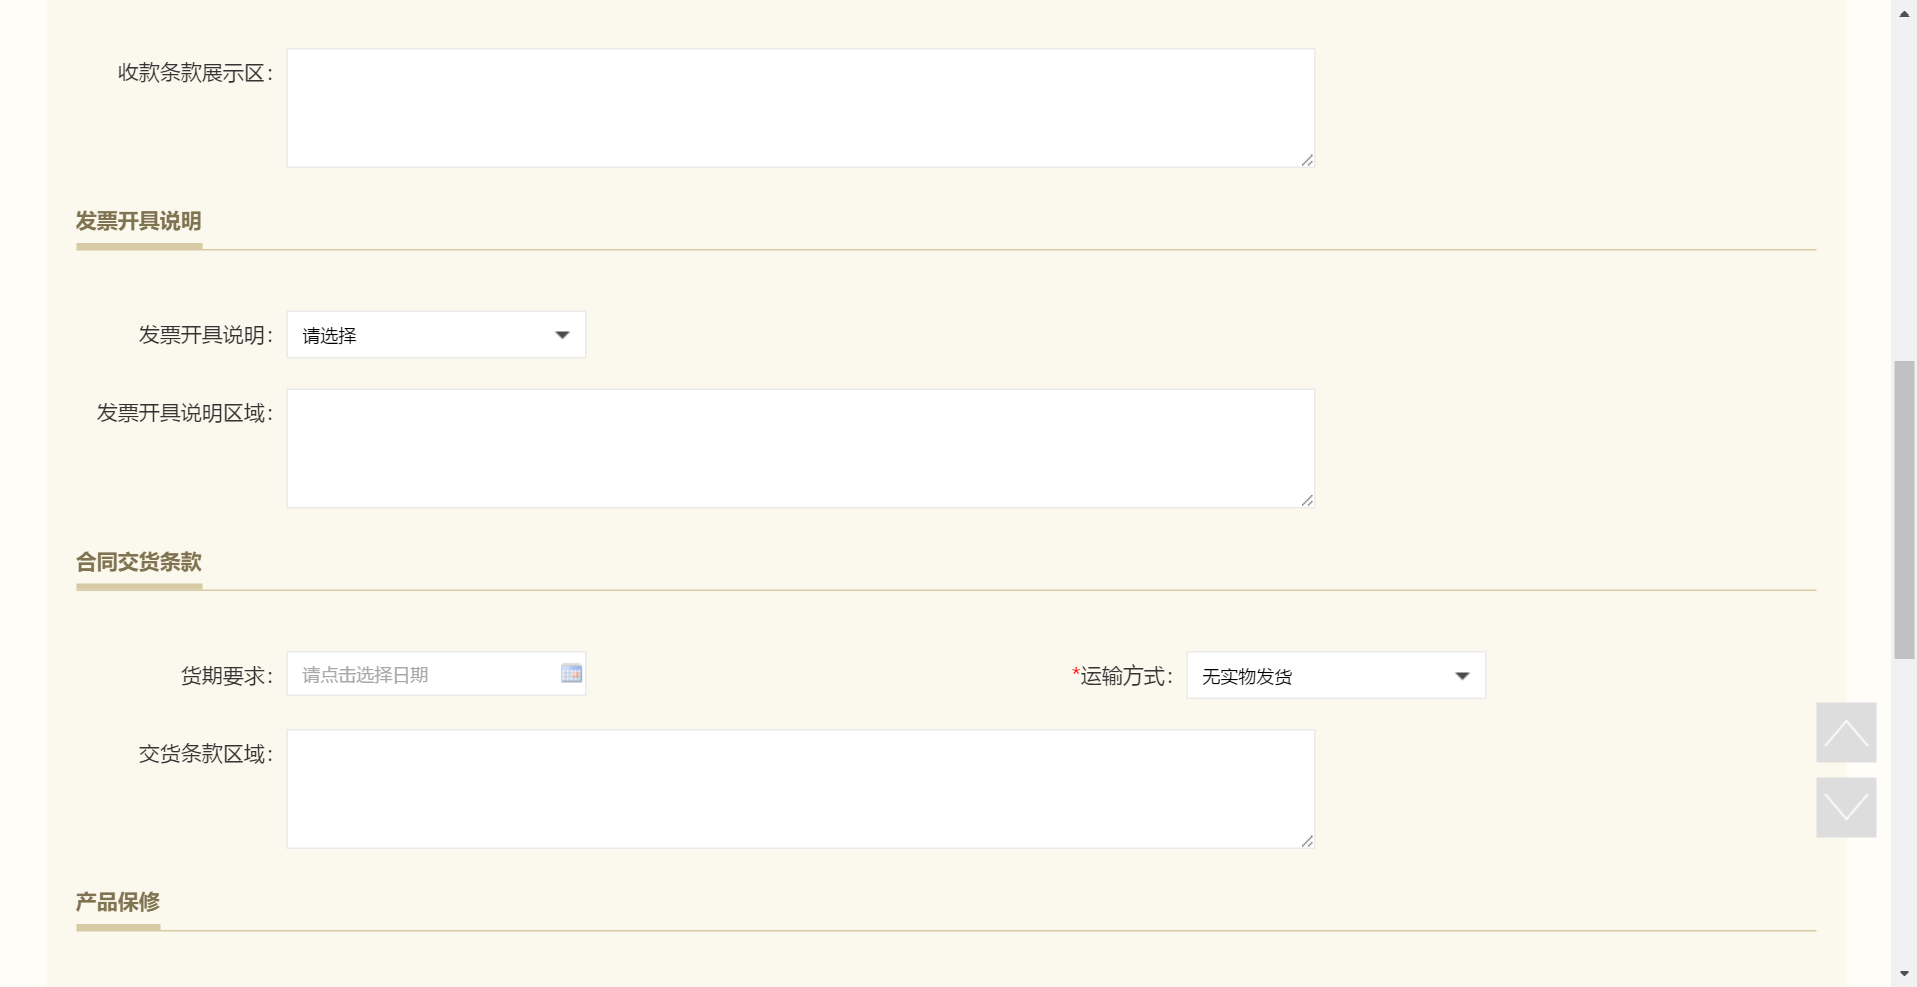 收款条款展示区：
发票开具说明
发票开具说明：
请选择
发票开具说明区域：
合同交货条款
货期要求：
请点击选择日期
*运输方式：
无实物发货
交货条款区域：
产品保修